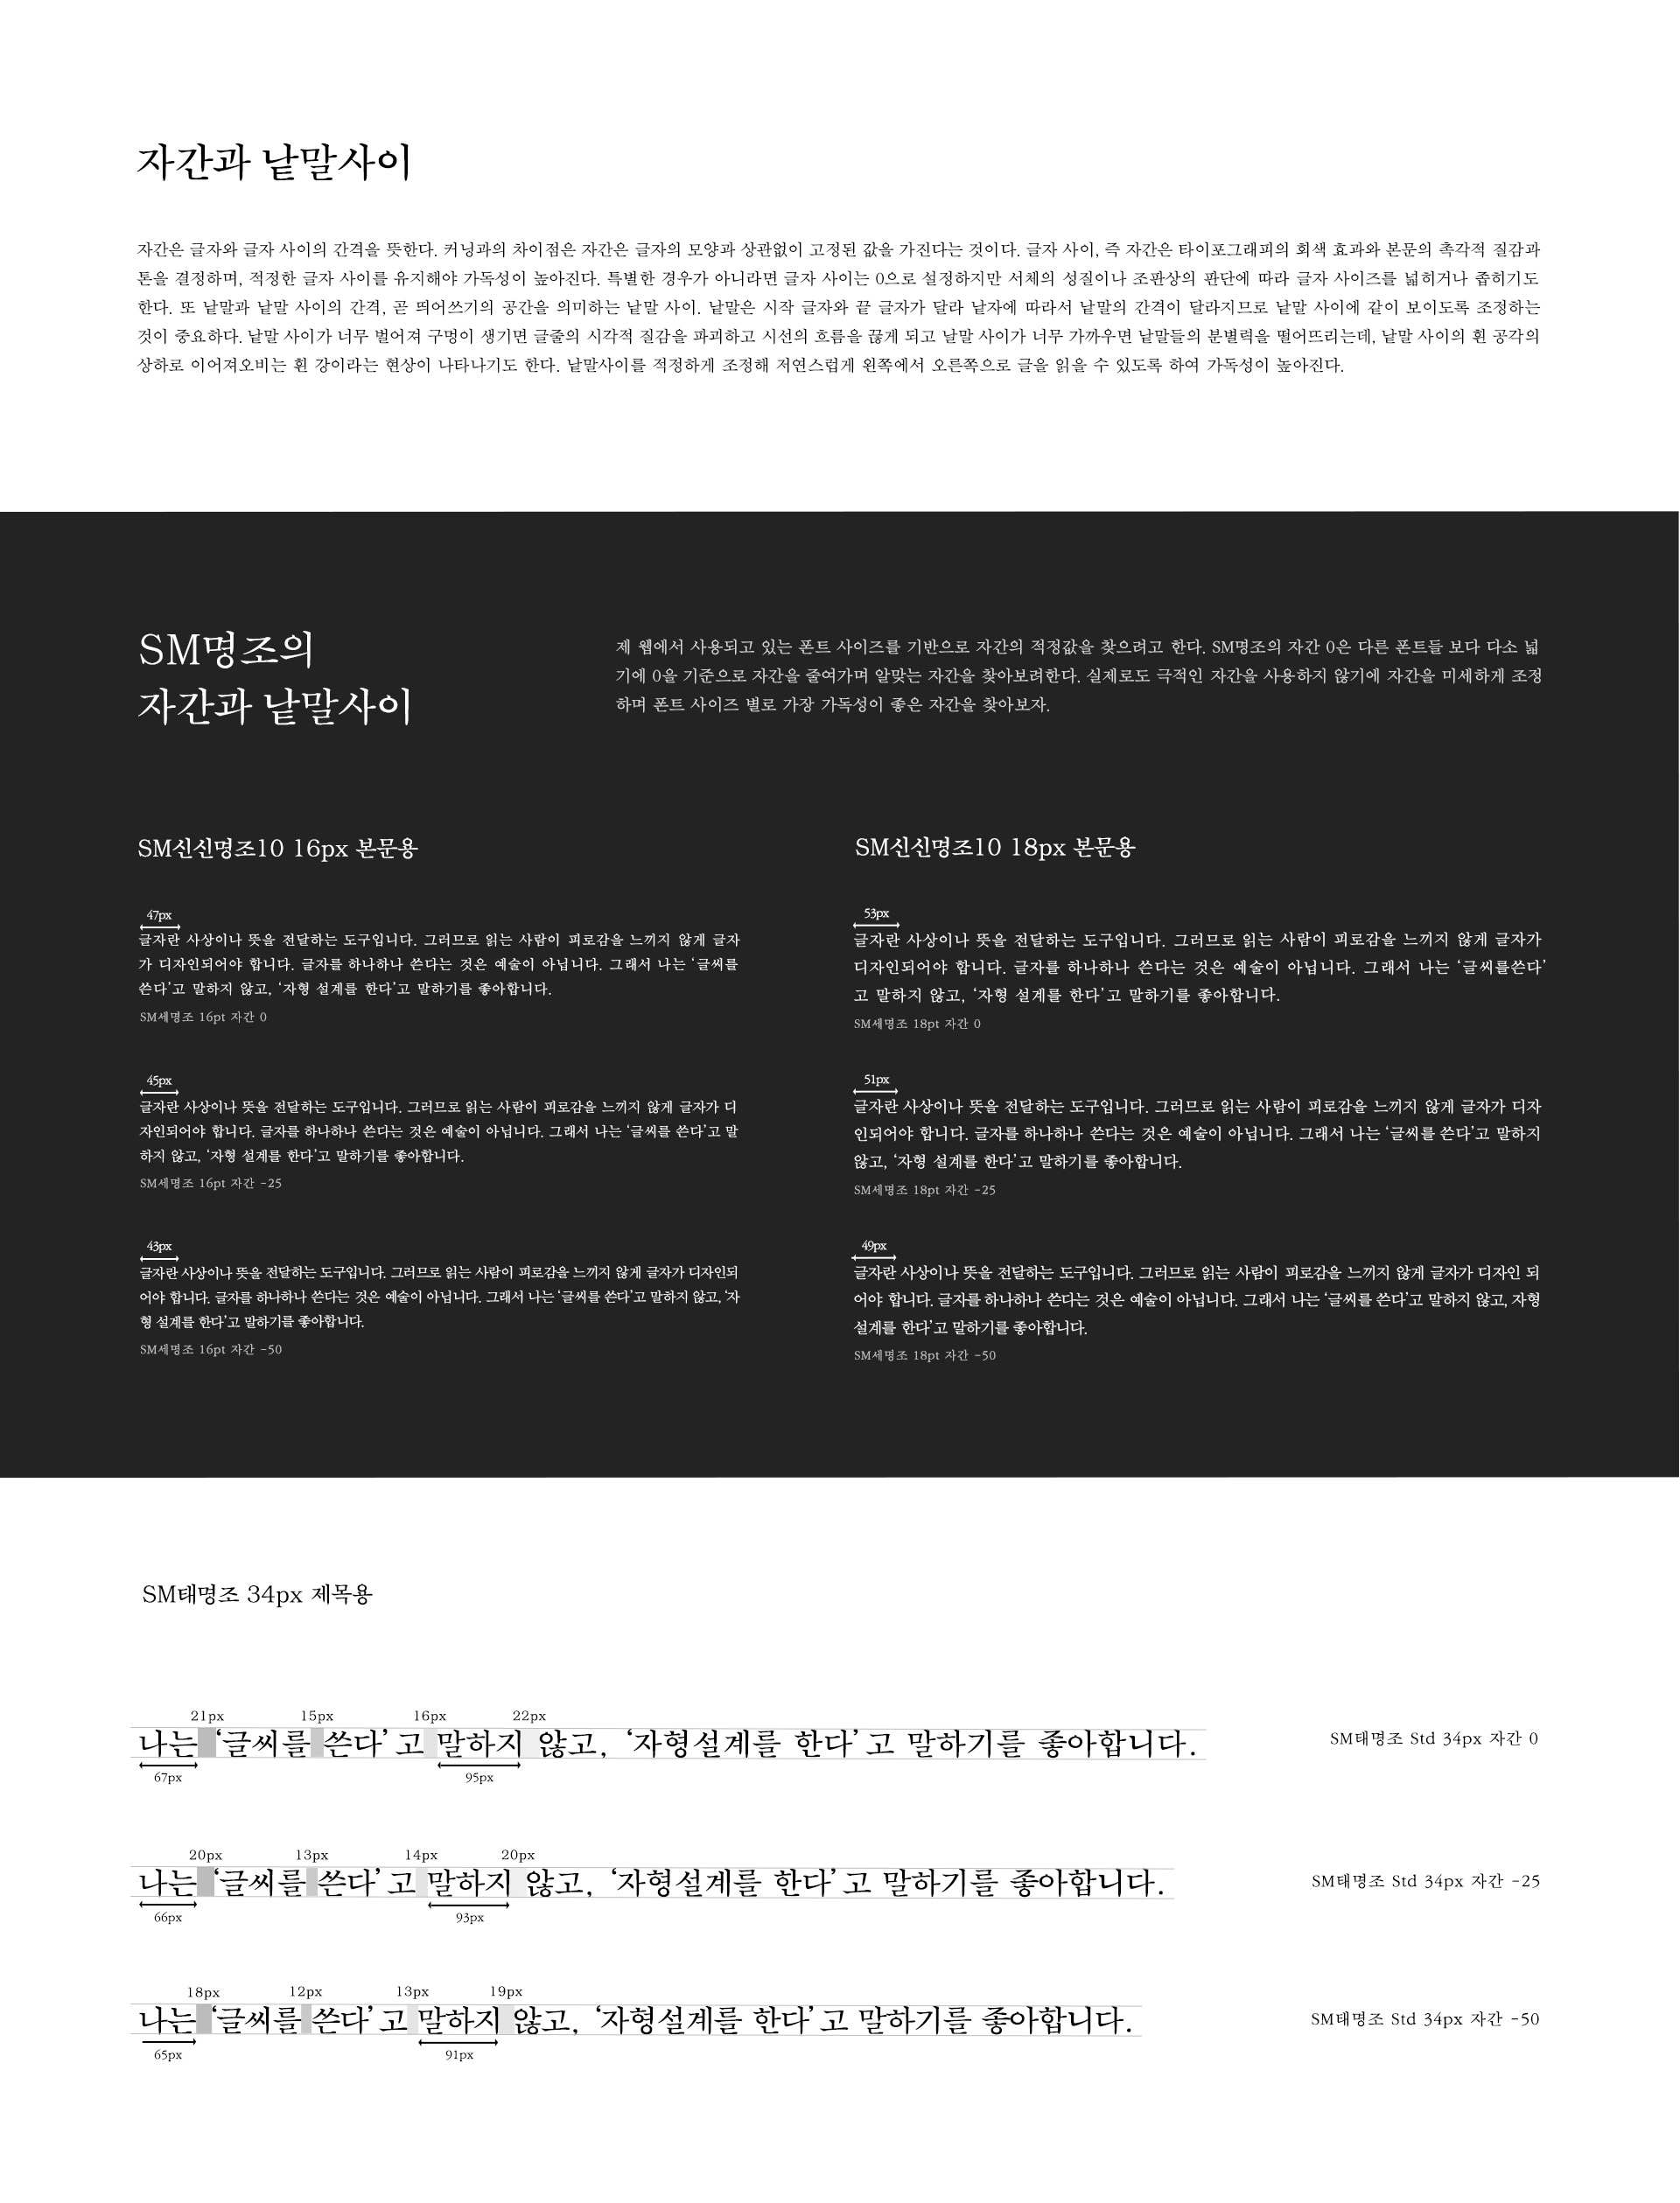 자간과 낱말사이
자간은 글자와 글자 사이의 간격을 뜻한다. 커닝과의 차이점은 자간은 글자의 모양과 상관없이 고정된 값을 가진다는 것이다. 글자 사이, 즉 자간은 타이포그래피의 회색 효과와 본문의 촉각적 질감과
톤을 결정하며, 적정한 글자 사이를 유지해야 가독성이 높아진다. 특별한 경우가 아니라면 글자 사이는 0으로 설정하지만 서체의 성질이나 조판상의 판단에 따라 글자 사이즈를 넓히거나 좁히기도
한다. 또 낱말과 낱말 사이의 간격, 곧 띄어쓰기의 공간을 의미하는 낱말 사이. 낱말은 시작 글자와 끝 글자가 달라 낱자에 따라서 낱말의 간격이 달라지므로 낱말 사이에 같이 보이도록 조정하는
것이 중요하다. 낱말 사이가 너무 벌어져 구멍이 생기면 글줄의 시각적 질감을 파괴하고 시선의 흐름을 끊게 되고 날말 사이가 너무 가까우면 낱말들의 분별력을 떨어뜨리는데, 낱말 사이의 흰 공각의
상하로 이어져오비는 흰 강이라는 현상이 나타나기도 한다. 낱말사이를 적정하게 조정해 저연스럽게 왼쪽에서 오른쪽으로 글을 읽을 수 있도록 하여 가독성이 높아진다.
SM명조의
자간과 낱말사이
제 웹에서 사용되고 있는 폰트 사이즈를 기반으로 자간의 적정값을 찾으려고 한다. SM명조의 자간 0은 다른 폰트들 보다 다소 넓
기에 0을 기준으로 자간을 줄여가며 알맞는 자간을 찾아보려한다. 실제로도 극적인 자간을 사용하지 않기에 자간을 미세하게 조정
하며 폰트 사이즈 별로 가장 가독성이 좋은 자간을 찾아보자.
SM신신명조10 16px 본문용
47px
글자란 사상이나 뜻을 전달하는 도구입니다. 그러므로 읽는 사람이 피로감을 느끼지 않게 글자
가 디자인되어야 합니다. 글자를 하나하나 쓴다는 것은 예술이 아닙니다. 그래서 나는 ‘글씨를
쓴다’고 말하지 않고, ‘자형 설계를 한다’고 말하기를 좋아합니다.
SM세명조 16pt 자간 0
45px
글자란 사상이나 뜻을 전달하는 도구입니다. 그러므로 읽는 사람이 피로감을 느끼지 않게 글자가 디
자인되어야 합니다. 글자를 하나하나 쓴다는 것은 예술이 아닙니다. 그래서 나는 ‘글씨를 쓴다’고 말
하지 않고, ‘자형 설계를 한다’고 말하기를 좋아합니다.
SM세명조 16pt 자간 -25
43px
글자란 사상이나 뜻을 전달하는 도구입니다. 그러므로 읽는 사람이 피로감을 느끼지 않게 글자가 디자인되
어야 합니다. 글자를 하나하나 쓴다는 것은 예술이 아닙니다. 그래서 나는 ‘글씨를 쓴다’고 말하지 않고, ‘자
형 설계를 한다’고 말하기를 좋아합니다.
SM세명조 16pt 자간 -50
SM신신명조10 18px 본문용
53px
글자란 사상이나 뜻을 전달하는 도구입니다. 그러므로 읽는 사람이 피로감을 느끼지 않게 글자가
디자인되어야 합니다. 글자를 하나하나 쓴다는 것은 예술이 아닙니다. 그래서 나는 ‘글씨를쓴다’
고 말하지 않고, ‘자형 설계를 한다’고 말하기를 좋아합니다.
SM세명조 18pt 자간 0
51px
글자란 사상이나 뜻을 전달하는 도구입니다. 그러므로 읽는 사람이 피로감을 느끼지 않게 글자가 디자
인되어야 합니다. 글자를 하나하나 쓴다는 것은 예술이 아닙니다. 그래서 나는 ‘글씨를 쓴다’고 말하지
않고, ‘자형 설계를 한다’고 말하기를 좋아합니다.
SM세명조 18pt 자간 -25
49px
글자란 사상이나 뜻을 전달하는 도구입니다. 그러므로 읽는 사람이 피로감을 느끼지 않게 글자가 디자인 되
어야 합니다. 글자를 하나하나 쓴다는 것은 예술이 아닙니다. 그래서 나는 ‘글씨를 쓴다’고 말하지 않고, 자형
설계를 한다’고 말하기를 좋아합니다.
SM세명조 18pt 자간 -50
SM태명조 34px 제목용
21px 15px 16px 22px
나는 ‘글씨를 쓴다’ 고 말하지 않고, ‘자형설계를 한다’ 고 말하기를 좋아합니다.
SM태명조 Std 34px 자간 0
67px 95px
20px 13px 14px 20px
나는 ‘글씨를 쓴다’ 고 말하지 않고, ‘자형설계를 한다’ 고 말하기를 좋아합니다.
SM태명조 Std 34px 자간 -25
66px 93px
18px 12px 13px 19px
나는 ‘글씨를 쓴다’ 고 말하지 않고, ‘자형설계를 한다’ 고 말하기를 좋아합니다.
SM태명조 Std 34px 자간 -50
65px 91px